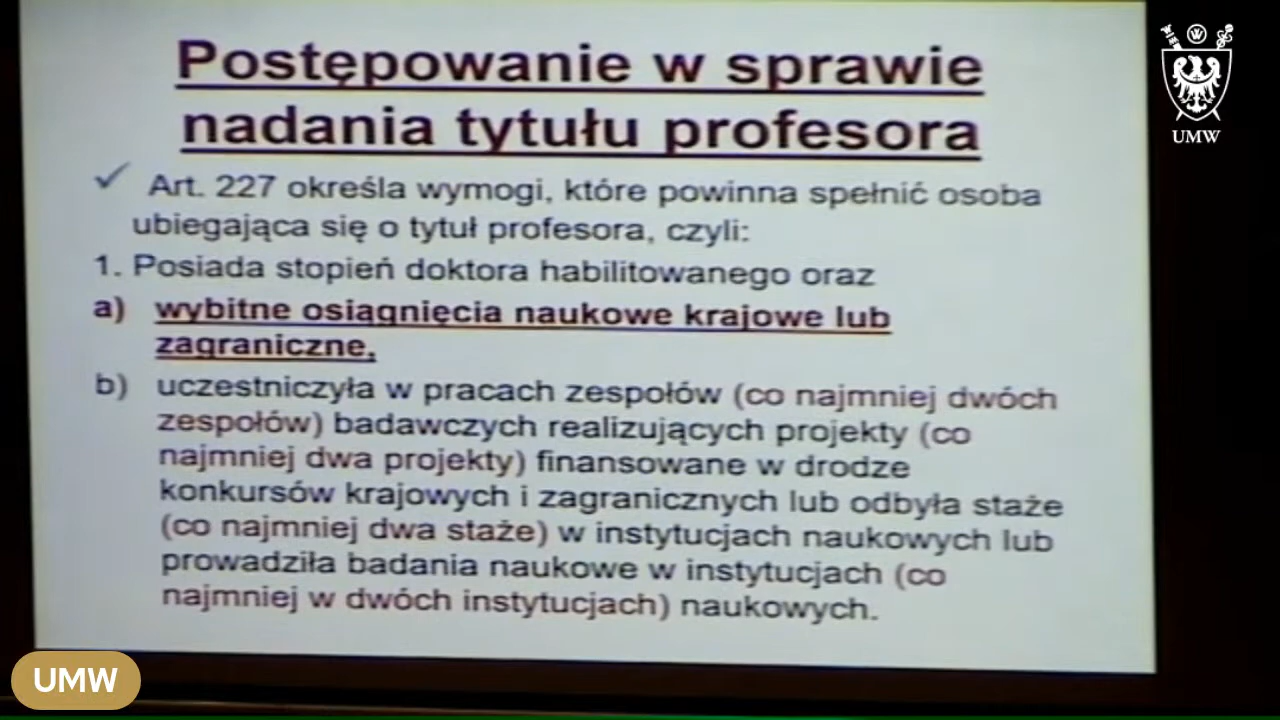 Postępowanie w sprawie
nadania tytułu profesora
UMW
✓ Art. 227 określa wymogi, które powinna spełnić osoba
ubiegająca się o tytuł profesora, czyli:
1. Posiada stopień doktora habilitowanego oraz
a) wybitne osiągnięcia naukowe krajowe lub
zagraniczne,
b) uczestniczyła w pracach zespołów (co najmniej dwóch
zespołów) badawczych realizujących projekty (co
najmniej dwa projekty) finansowane w drodze
konkursów krajowych i zagranicznych lub odbyła staże
(co najmniej dwa staże) w instytucjach naukowych lub
prowadziła badania naukowe w instytucjach (co
najmniej w dwóch instytucjach) naukowych.
UMW